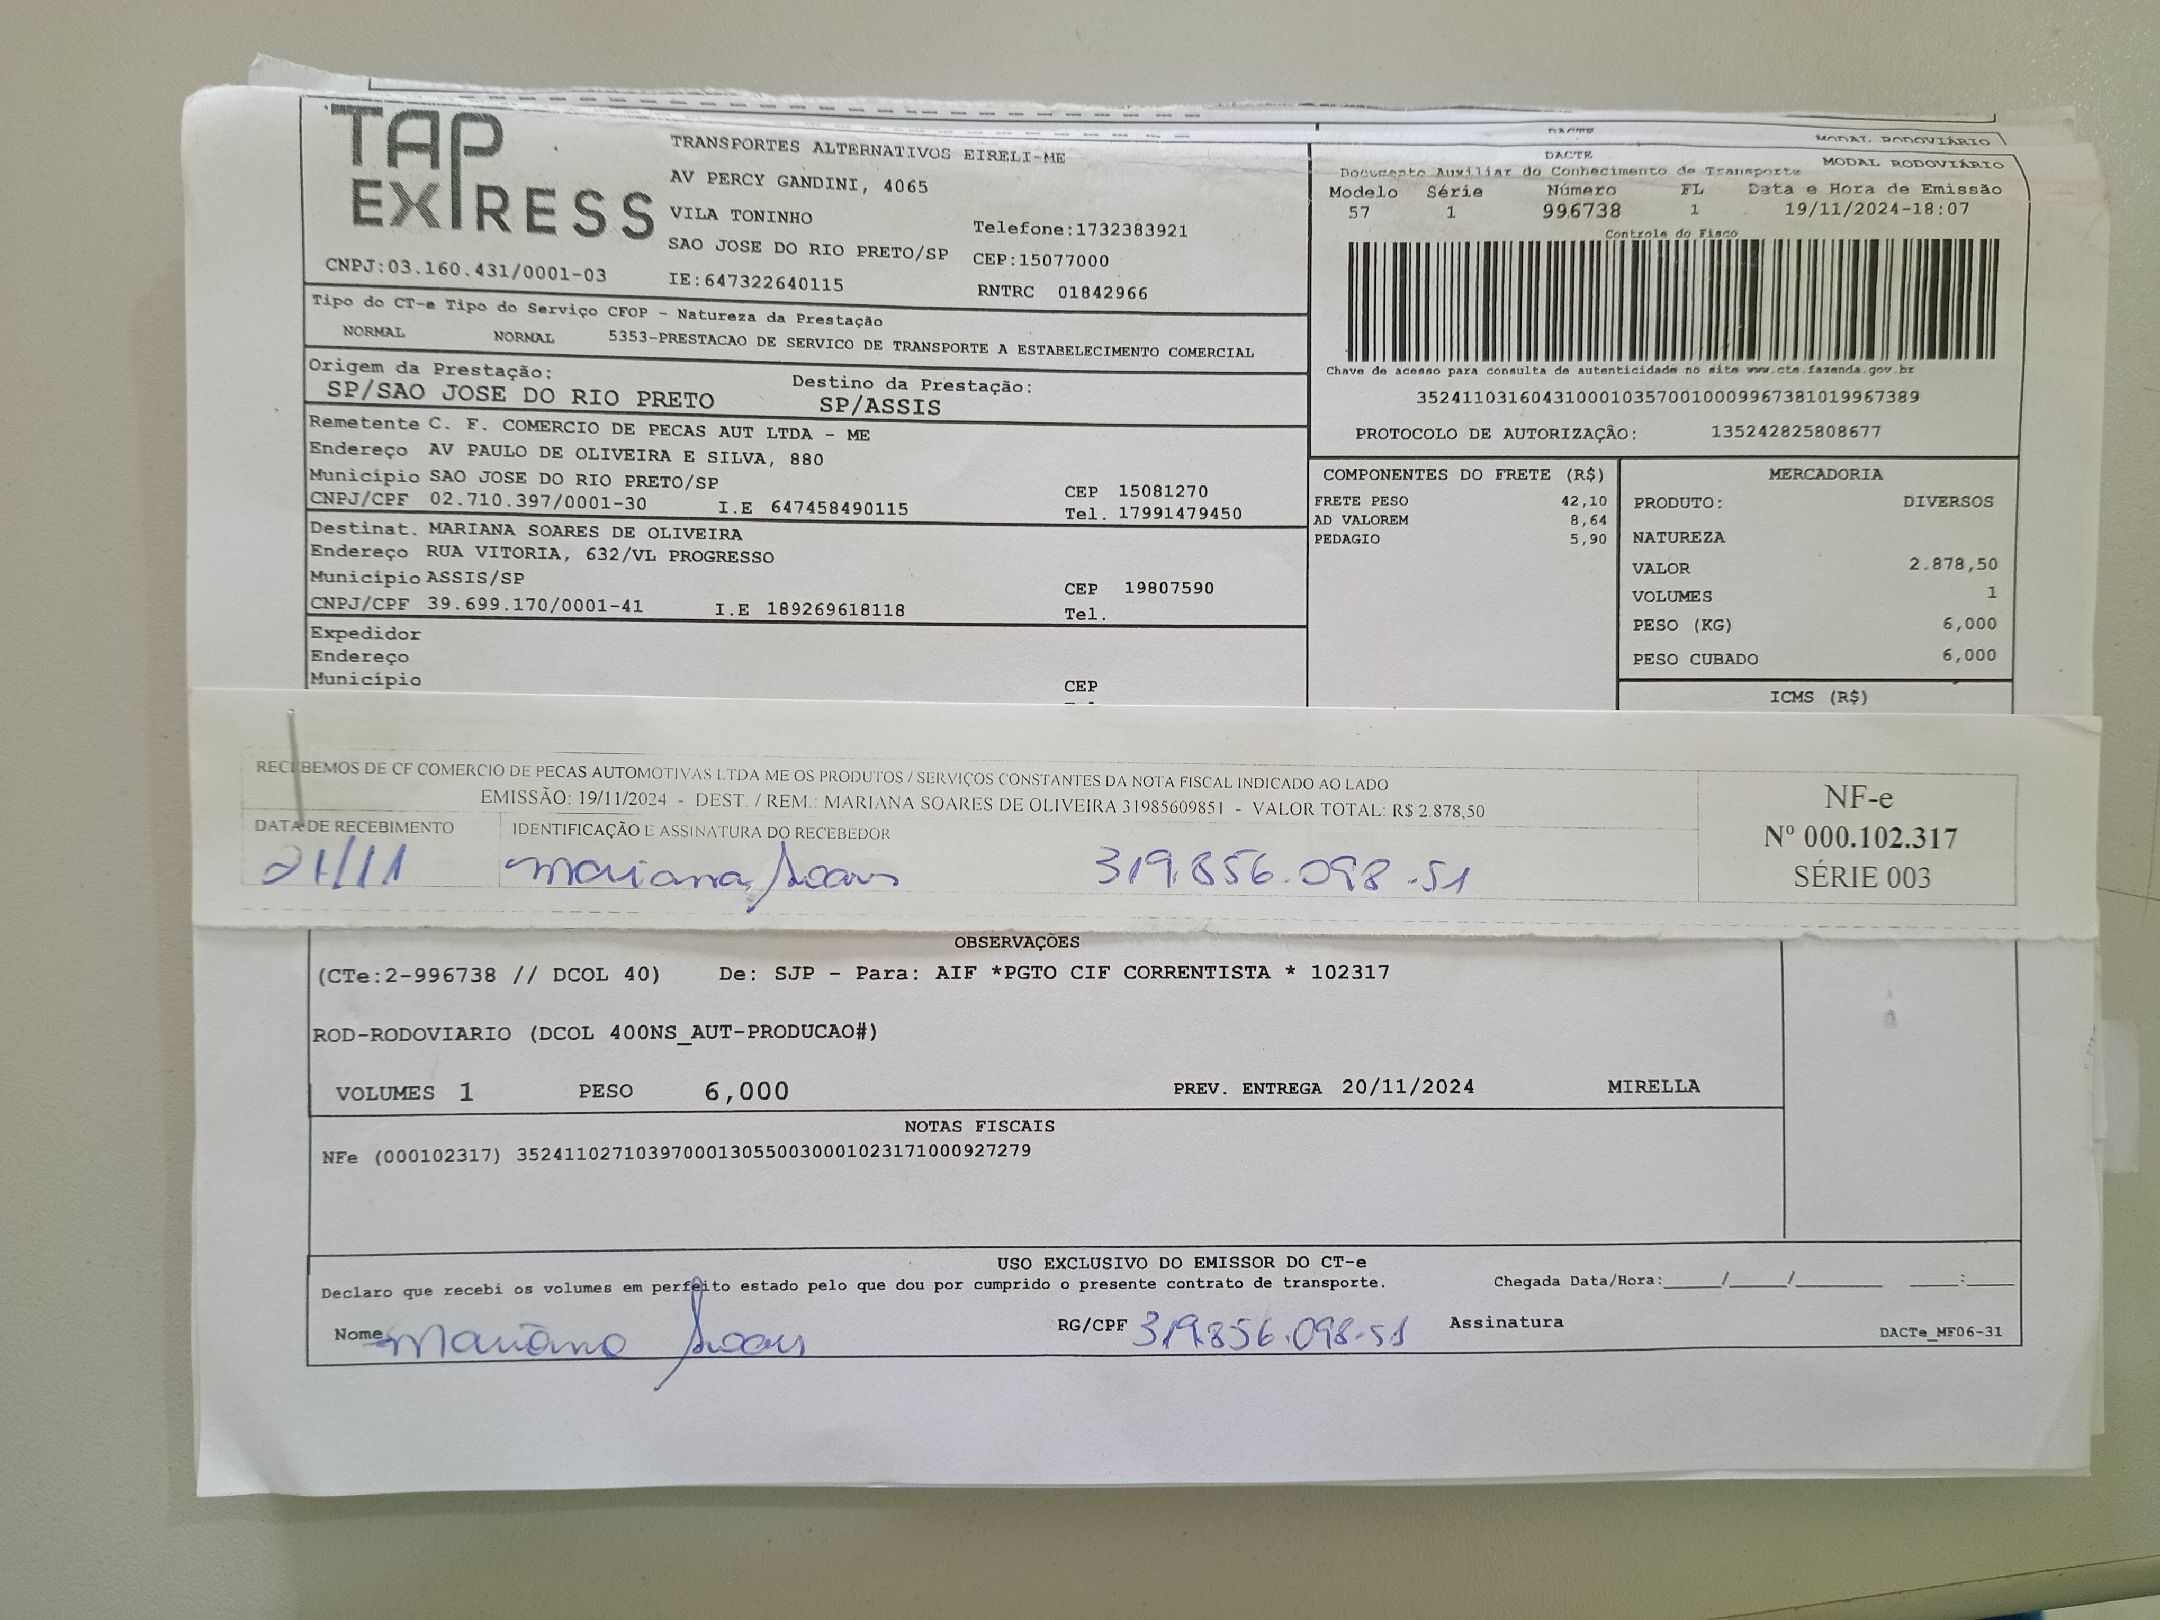 TAP
EXPRESS
TRANSPORTES ALTERNATIVOS EIRELI-ME
AV PERCY GANDINI, 4065
VILA TONINHO
Telefone:1732383921
SAO JOSE DO RIO PRETO/SP CEP:15077000
CNPJ:03.160.431/0001-03 IE:647322640115 RNTRC 01842966
DACTE
MODAL RODOVIÁRIO
DACTE MODAL RODOVIÁRIO
Documento Auxiliar do Conhecimento de Transporte
Modelo Série Número FL Data e Hora de Emissão
57 1 996738 1 19/11/2024-18:07
Controle do Fisco
Chave de acesso para consulta de autenticidade no site www.cte.fazenda.gov.br
35241103160431000103570010009967381019967389
PROTOCOLO DE AUTORIZAÇÃO: 135242825808677
Tipo do CT-e Tipo do Serviço CFOP - Natureza da Prestação
NORMAL NORMAL 5353-PRESTACAO DE SERVICO DE TRANSPORTE A ESTABELECIMENTO COMERCIAL
Origem da Prestação: Destino da Prestação:
SP/SAO JOSE DO RIO PRETO SP/ASSIS
Remetente C. F. COMERCIO DE PECAS AUT LTDA - ME
Endereço AV PAULO DE OLIVEIRA E SILVA, 880
Município SAO JOSE DO RIO PRETO/SP CEP 15081270
CNPJ/CPF 02.710.397/0001-30 I.E 647458490115 Tel. 17991479450
Destinat. MARIANA SOARES DE OLIVEIRA
Endereço RUA VITORIA, 632/VL PROGRESSO
Município ASSIS/SP CEP 19807590
CNPJ/CPF 39.699.170/0001-41 I.E 189269618118 Tel.
Expedidor
Endereço
Município CEP
COMPONENTES DO FRETE (R$)
FRETE PESO 42,10
AD VALOREM 8,64
PEDAGIO 5,90
MERCADORIA
PRODUTO: DIVERSOS
NATUREZA
VALOR 2.878,50
VOLUMES 1
PESO (KG) 6,000
PESO CUBADO 6,000
ICMS (R$)
RECEBEMOS DE CF COMERCIO DE PECAS AUTOMOTIVAS LTDA ME OS PRODUTOS / SERVIÇOS CONSTANTES DA NOTA FISCAL INDICADO AO LADO
EMISSÃO: 19/11/2024 - DEST. / REM.: MARIANA SOARES DE OLIVEIRA 31985609851 - VALOR TOTAL: R$ 2.878,50
DATA DE RECEBIMENTO IDENTIFICAÇÃO E ASSINATURA DO RECEBEDOR
21/11 Mariana Soares 319.856.098-51
NF-e
Nº 000.102.317
SÉRIE 003
OBSERVAÇÕES
(CTe:2-996738 // DCOL 40) De: SJP - Para: AIF *PGTO CIF CORRENTISTA * 102317
ROD-RODOVIARIO (DCOL 400NS_AUT-PRODUCAO#)
VOLUMES 1 PESO 6,000 PREV. ENTREGA 20/11/2024 MIRELLA
NOTAS FISCAIS
NFe (000102317) 35241102710397000130550030001023171000927279
USO EXCLUSIVO DO EMISSOR DO CT-e
Declaro que recebi os volumes em perfeito estado pelo que dou por cumprido o presente contrato de transporte. Chegada Data/Hora:____/____/______ ____:____
Nome Mariana Soares RG/CPF 319.856.098-51 Assinatura DACTe_MF06-31